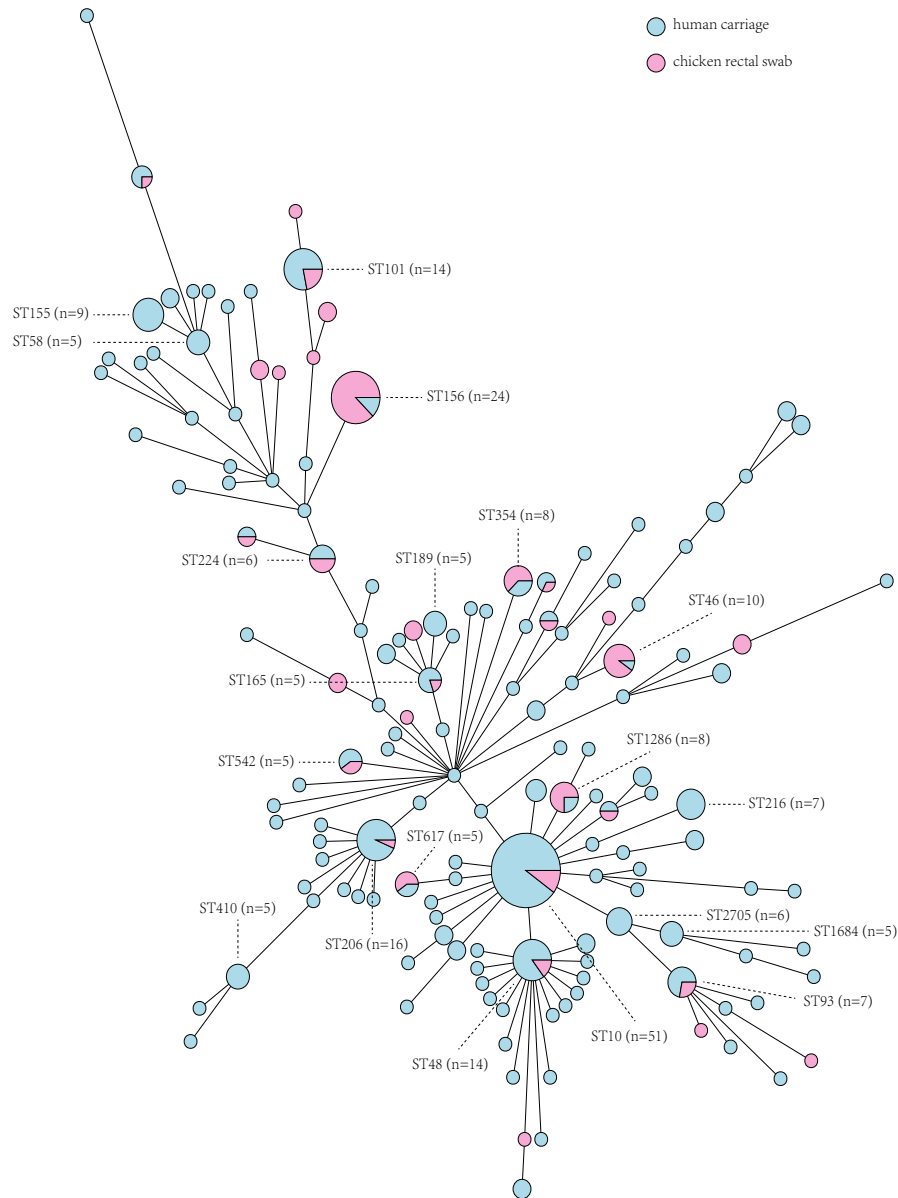 human carriage
chicken rectal swab
ST101 (n=14)
ST155 (n=9)
ST58 (n=5)
ST156 (n=24)
ST354 (n=8)
ST224 (n=6)
ST189 (n=5)
ST46 (n=10)
ST165 (n=5)
ST1286 (n=8)
ST542 (n=5)
ST216 (n=7)
ST617 (n=5)
ST410 (n=5)
ST2705 (n=6)
ST1684 (n=5)
ST206 (n=16)
ST93 (n=7)
ST10 (n=51)
ST48 (n=14)